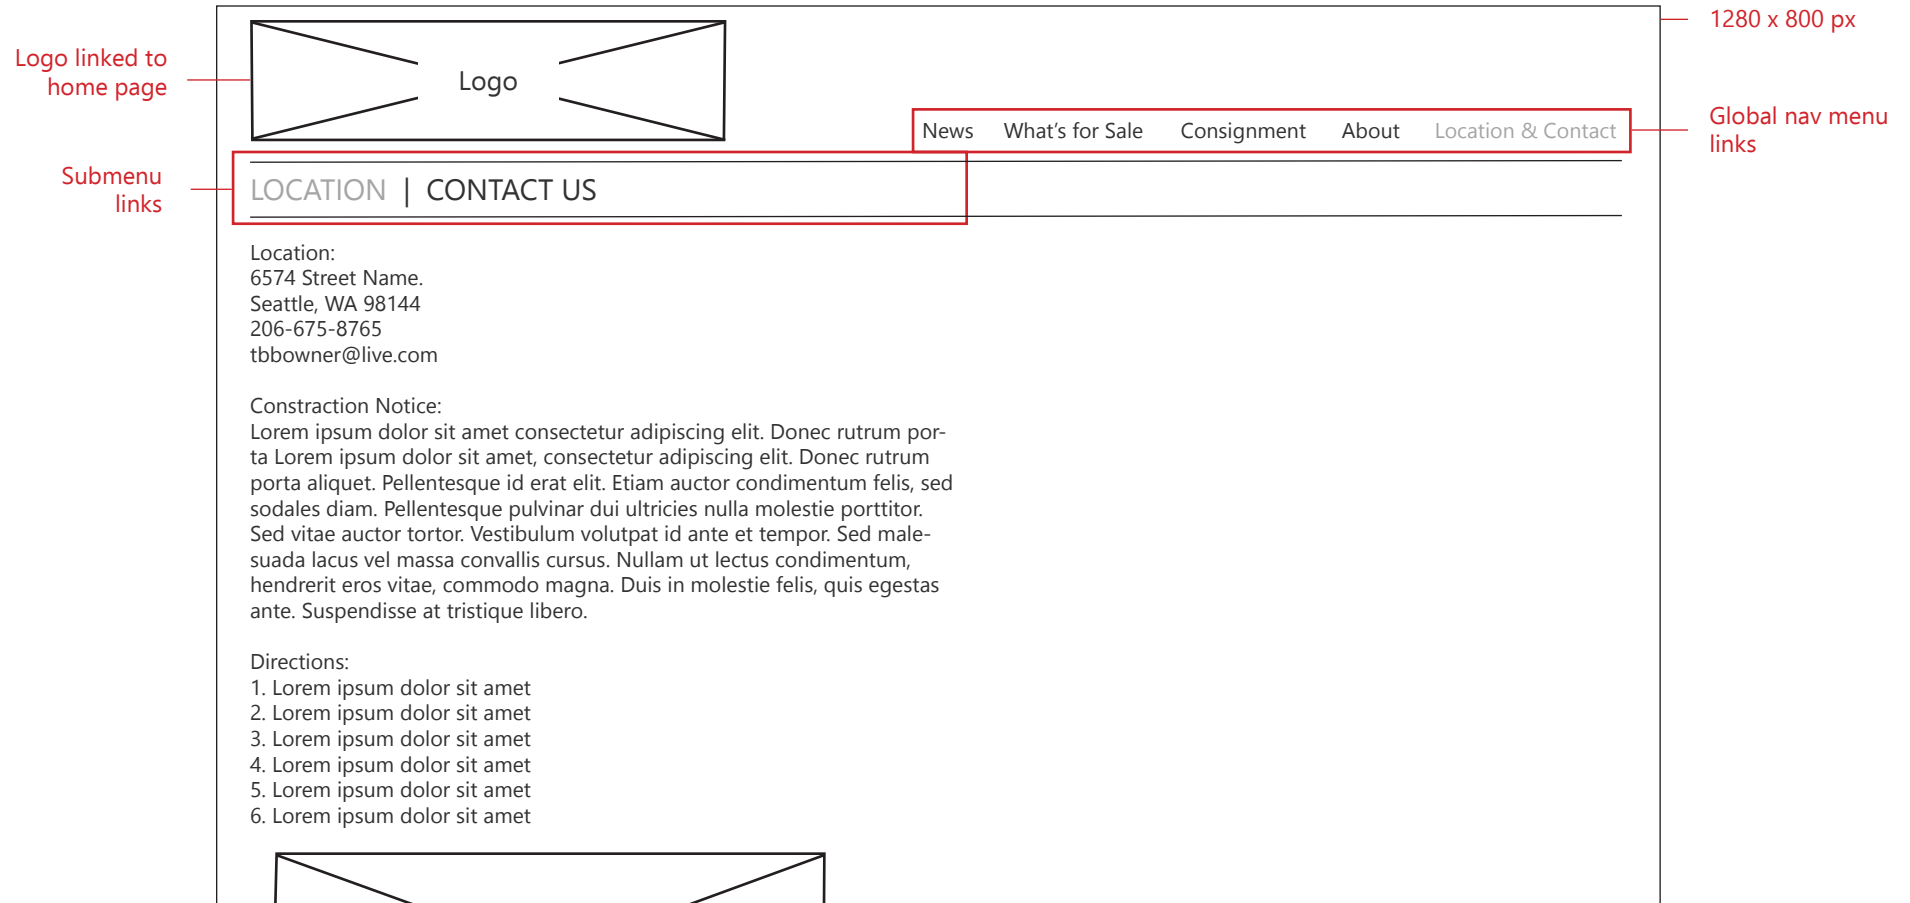 1280 x 800 px
Logo linked to
home page
Logo
News What's for Sale Consignment About Location & Contact
Global nav menu
links
Submenu
links
LOCATION | CONTACT US
Location:
6574 Street Name.
Seattle, WA 98144
206-675-8765
tbbowner@live.com
Constraction Notice:
Lorem ipsum dolor sit amet consectetur adipiscing elit. Donec rutrum por-
ta Lorem ipsum dolor sit amet, consectetur adipiscing elit. Donec rutrum
porta aliquet. Pellentesque id erat elit. Etiam auctor condimentum felis, sed
sodales diam. Pellentesque pulvinar dui ultricies nulla molestie porttitor.
Sed vitae auctor tortor. Vestibulum volutpat id ante et tempor. Sed male-
suada lacus vel massa convallis cursus. Nullam ut lectus condimentum,
hendrerit eros vitae, commodo magna. Duis in molestie felis, quis egestas
ante. Suspendisse at tristique libero.
Directions:
1. Lorem ipsum dolor sit amet
2. Lorem ipsum dolor sit amet
3. Lorem ipsum dolor sit amet
4. Lorem ipsum dolor sit amet
5. Lorem ipsum dolor sit amet
6. Lorem ipsum dolor sit amet